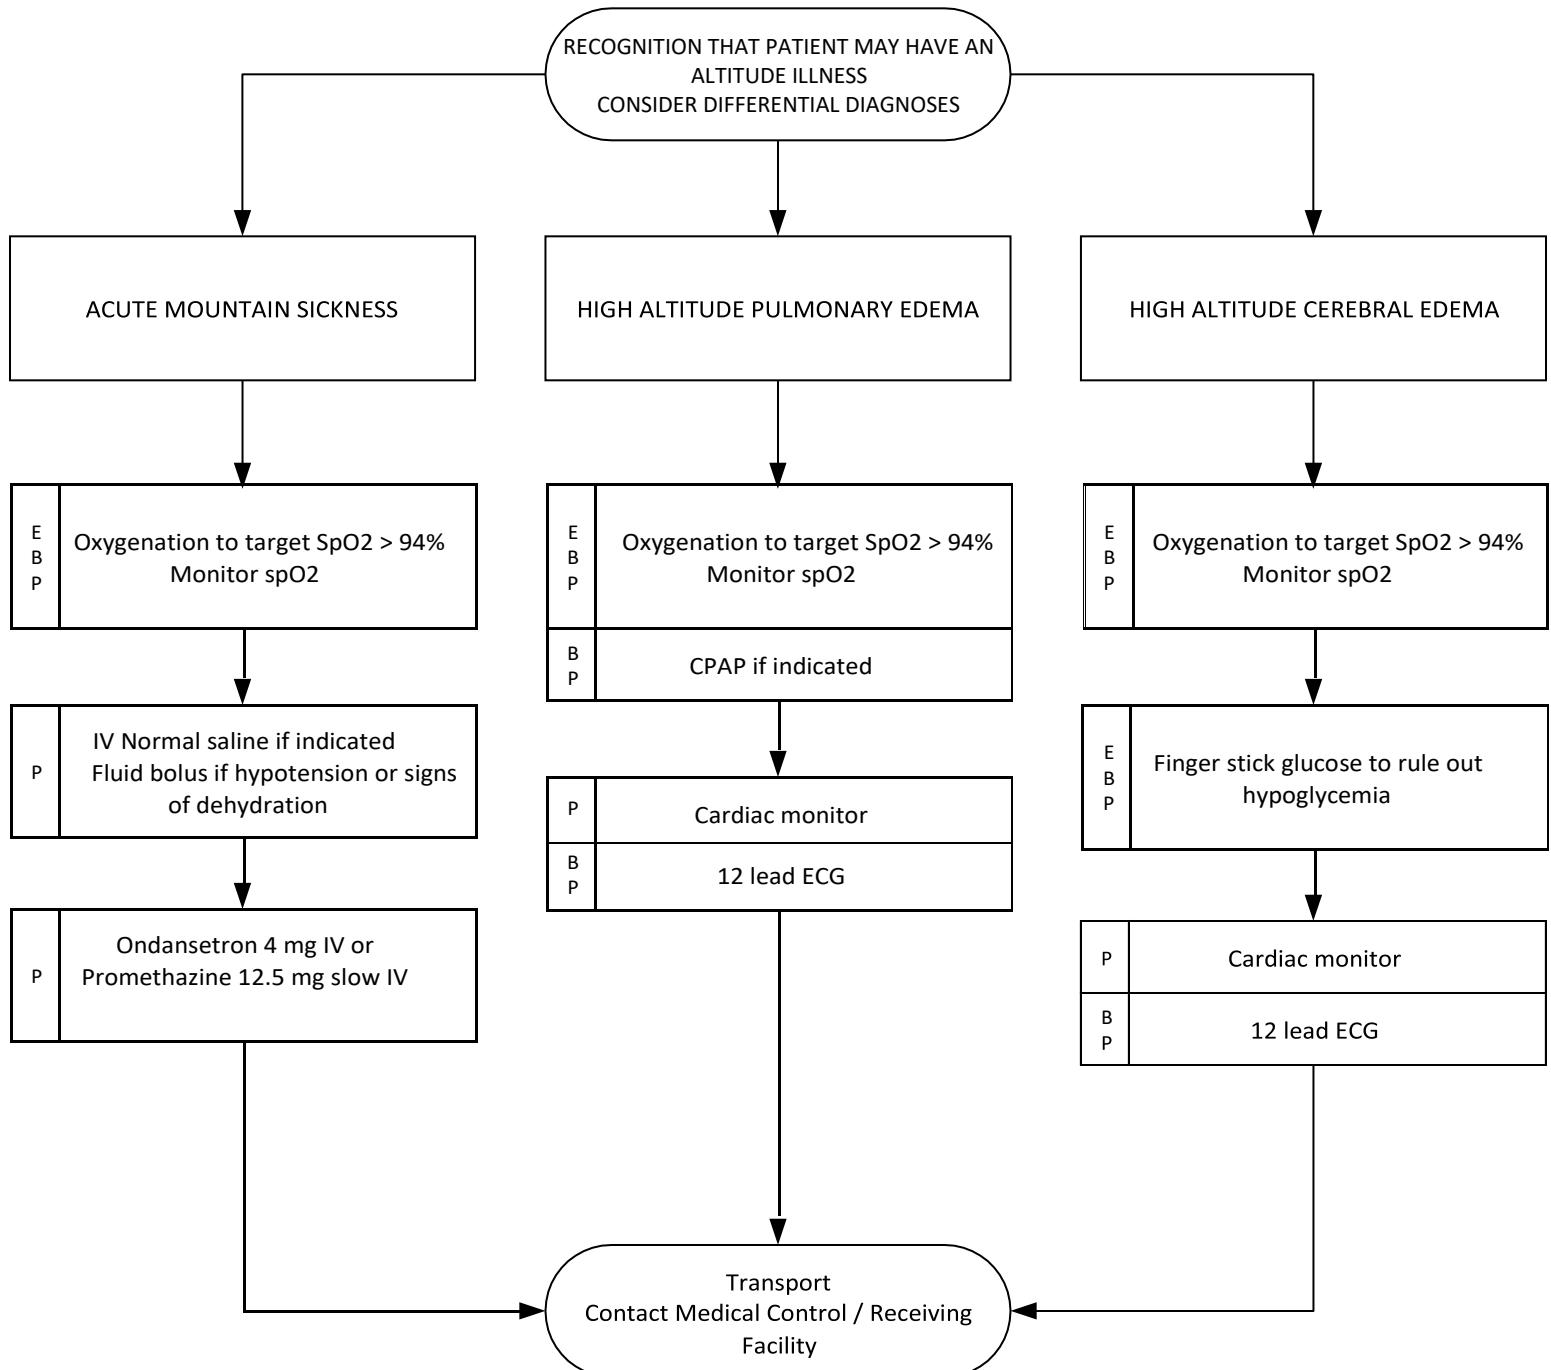 RECOGNITION THAT PATIENT MAY HAVE AN
ALTITUDE ILLNESS
CONSIDER DIFFERENTIAL DIAGNOSES
ACUTE MOUNTAIN SICKNESS
HIGH ALTITUDE PULMONARY EDEMA
HIGH ALTITUDE CEREBRAL EDEMA
E
B
P
Oxygenation to target SpO2 > 94%
Monitor spO2
P
IV Normal saline if indicated
Fluid bolus if hypotension or signs
of dehydration
P
Ondansetron 4 mg IV or
Promethazine 12.5 mg slow IV
E
B
P
Oxygenation to target SpO2 > 94%
Monitor spO2
B
P
CPAP if indicated
P
Cardiac monitor
B
P
12 lead ECG
E
B
P
Oxygenation to target SpO2 > 94%
Monitor spO2
E
B
P
Finger stick glucose to rule out
hypoglycemia
P
Cardiac monitor
B
P
12 lead ECG
Transport
Contact Medical Control / Receiving
Facility